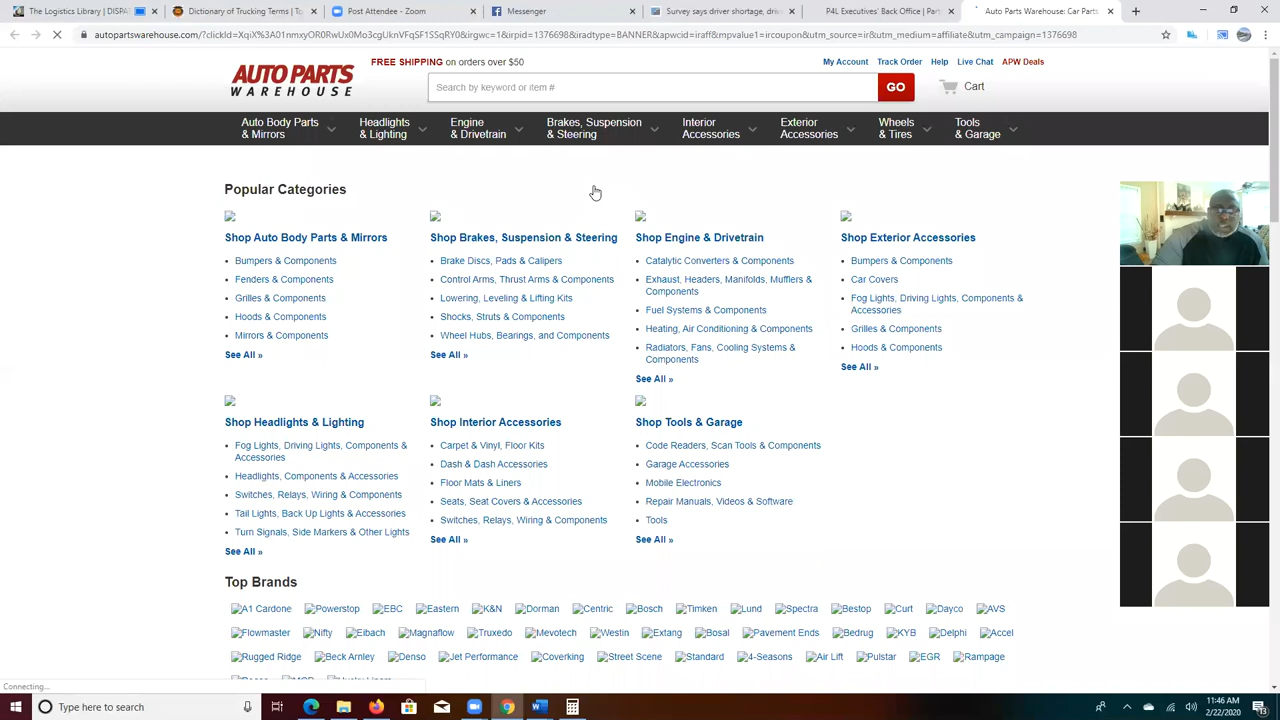 The Logistics Library | DISPLAY
Dictionary of Trucking Terms | To
Post Attendee - Zoom
Facebook
Messenger
Survey says driver's shortage re
P4L Executive's and Small Busine
(Car Parts) Auto Parts Warehouse
autopartswarehouse.com/?clickId=XqiX%3A01nmxyOR0RwUx0Mo3cgUknVFqSF1SSqRY0&irgwc=1&iradid=1376698&iradtype=BANNER&apwcid=iraff&mpvalue1=ircoupon&utm_source=ir&utm_medium=affiliate&utm_campaign=1376698
AUTO PARTS
WAREHOUSE
FREE SHIPPING on orders over $50
My Account Track Order Help Live Chat APW Deals
Search by keyword or item #
GO
Cart
Auto Body Parts
& Mirrors
Headlights
& Lighting
Engine
& Drivetrain
Brakes, Suspension
& Steering
Interior
Accessories
Exterior
Accessories
Wheels
& Tires
Tools
& Garage
Popular Categories
Shop Auto Body Parts & Mirrors
Bumpers & Components
Fenders & Components
Grilles & Components
Hoods & Components
Mirrors & Components
See All »
Shop Brakes, Suspension & Steering
Brake Discs, Pads & Calipers
Control Arms, Thrust Arms & Components
Lowering, Leveling & Lifting Kits
Shocks, Struts & Components
Wheel Hubs, Bearings, and Components
See All »
Shop Engine & Drivetrain
Catalytic Converters & Components
Exhaust, Headers, Manifolds, Mufflers &
Components
Fuel Systems & Components
Heating, Air Conditioning & Components
Radiators, Fans, Cooling Systems &
Components
See All »
Shop Exterior Accessories
Bumpers & Components
Car Covers
Fog Lights, Driving Lights, Components &
Accessories
Grilles & Components
Hoods & Components
See All »
Shop Headlights & Lighting
Fog Lights, Driving Lights, Components &
Accessories
Headlights, Components & Accessories
Switches, Relays, Wiring & Components
Tail Lights, Back Up Lights & Accessories
Turn Signals, Side Markers & Other Lights
See All »
Shop Interior Accessories
Carpet & Vinyl, Floor Kits
Dash & Dash Accessories
Floor Mats & Liners
Seats, Seat Covers & Accessories
Switches, Relays, Wiring & Components
See All »
Shop Tools & Garage
Code Readers, Scan Tools & Components
Garage Accessories
Mobile Electronics
Repair Manuals, Videos & Software
Tools
See All »
Top Brands
A1 Cardone Powerstop EBC Eastern K&N Dorman Centric Bosch Timken Lund Spectra Bestop Curt Dayco AVS
Flowmaster Nifty Eibach Magnaflow Truxedo Mevotech Westin Extang Bosal Pavement Ends Bedrug KYB Delphi Accel
Rugged Ridge Beck Arnley Denso Jet Performance Coverking Street Scene Standard 4-Seasons Air Lift Pulstar EGR Rampage
Connecting...
Type here to search
11:46 AM
2/22/2020